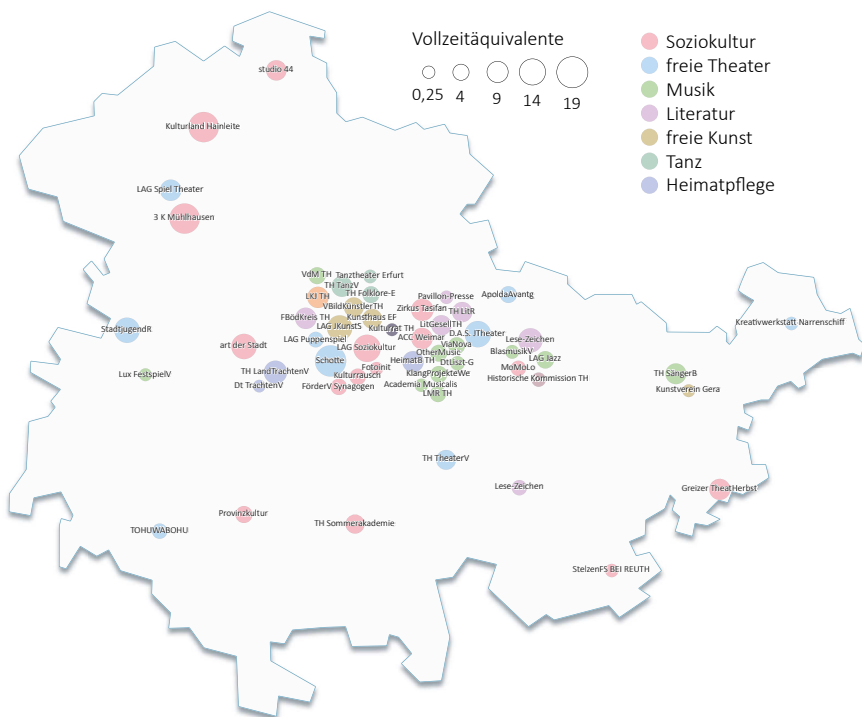 Vollzeitäquivalente
0,25 4 9 14 19
Soziokultur
freie Theater
Musik
Literatur
freie Kunst
Tanz
Heimatpflege
studio 44
Kulturland Hainleite
LAG Spiel Theater
3 K Mühlhausen
VdM TH
Tanztheater Erfurt
TH TanzV
LKJ TH
TH Folklore-E
Pavillon-Presse
ApoldaAvantg
VBildKünstlerTH
Zirkus Tasifan
TH LitR
FBödKreis TH
Kunsthaus EF
Kreativwerkstatt Narrenschiff
StadtjugendR
LAG JKunstS
Kulturrat TH
LitGesellTH
D.A.S. JTheater
ACC Weimar
LAG Puppenspiel
Lese-Zeichen
art der Stadt
LAG Soziokultur
ViaNova
OtherMusic
BlasmusikV
LAG Jazz
Schotte
HeimatB TH
DtLiszt-G
MoMoLo
Fotoinit
Lux FestspielV
TH LandTrachtenV
Kulturrausch
KlangProjekteWe
Historische Kommission TH
TH SängerB
Dt TrachtenV
FörderV Synagogen
Academia Musicalis
LMR TH
Kunstverein Gera
TH TheaterV
Lese-Zeichen
Greizer TheatHerbst
Provinzkultur
TH Sommerakademie
TOHUWABOHU
StelzenFS BEI REUTH